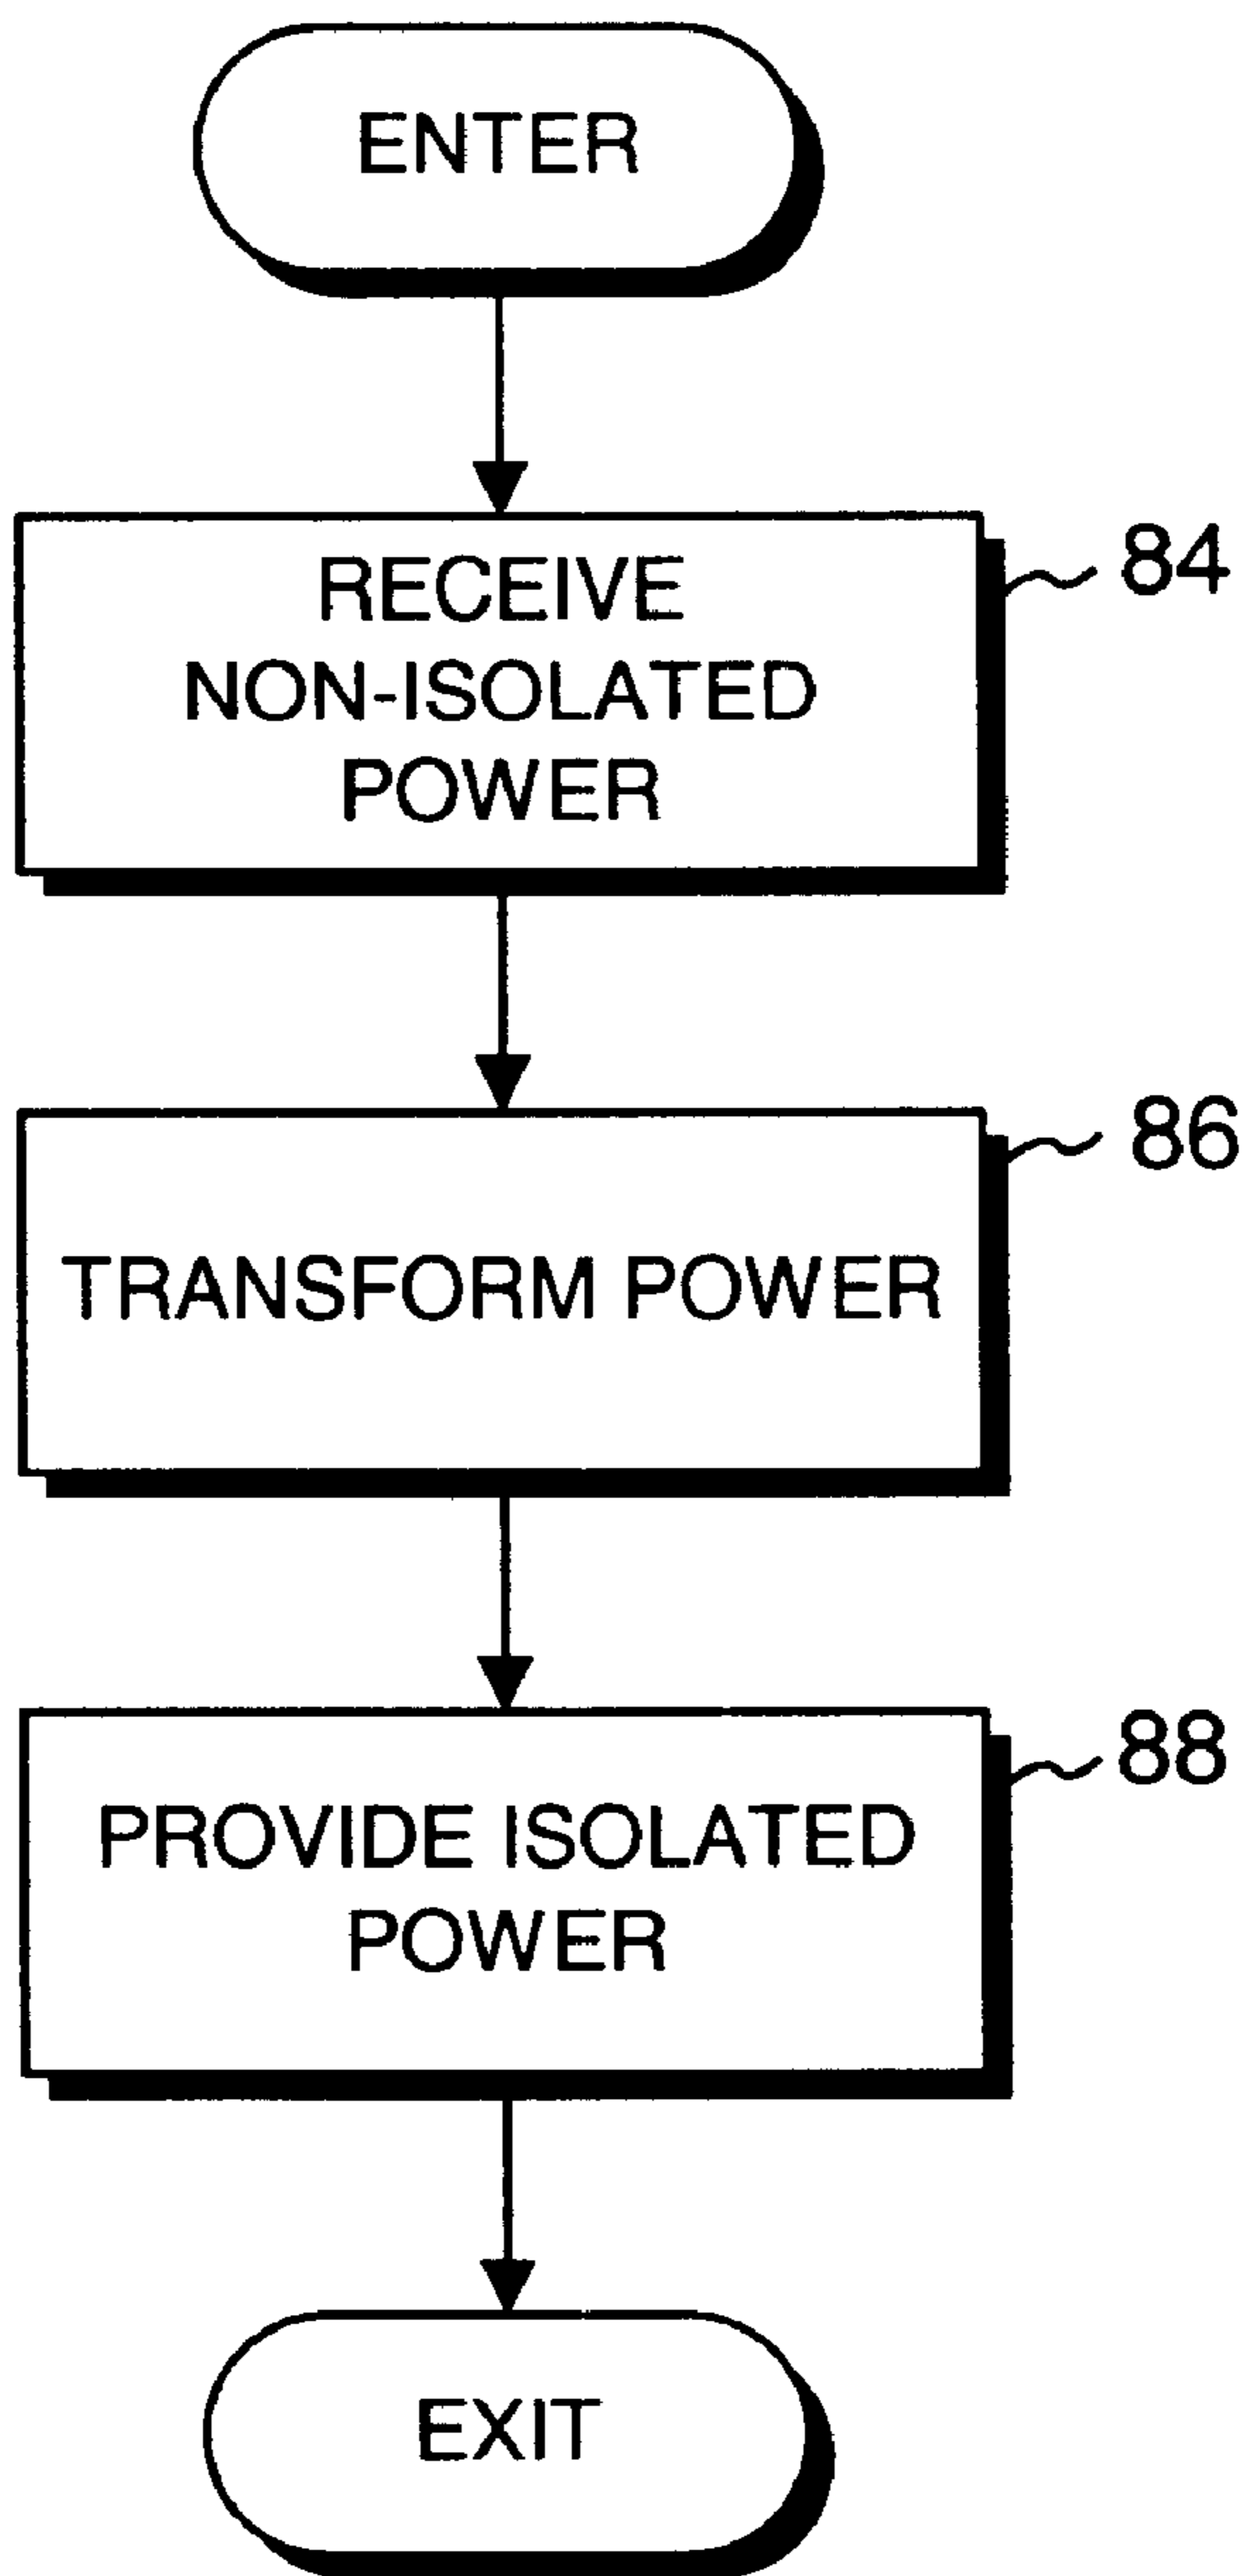 ENTER
RECEIVE
NON-ISOLATED
POWER
84
TRANSFORM POWER
86
PROVIDE ISOLATED
POWER
88
EXIT